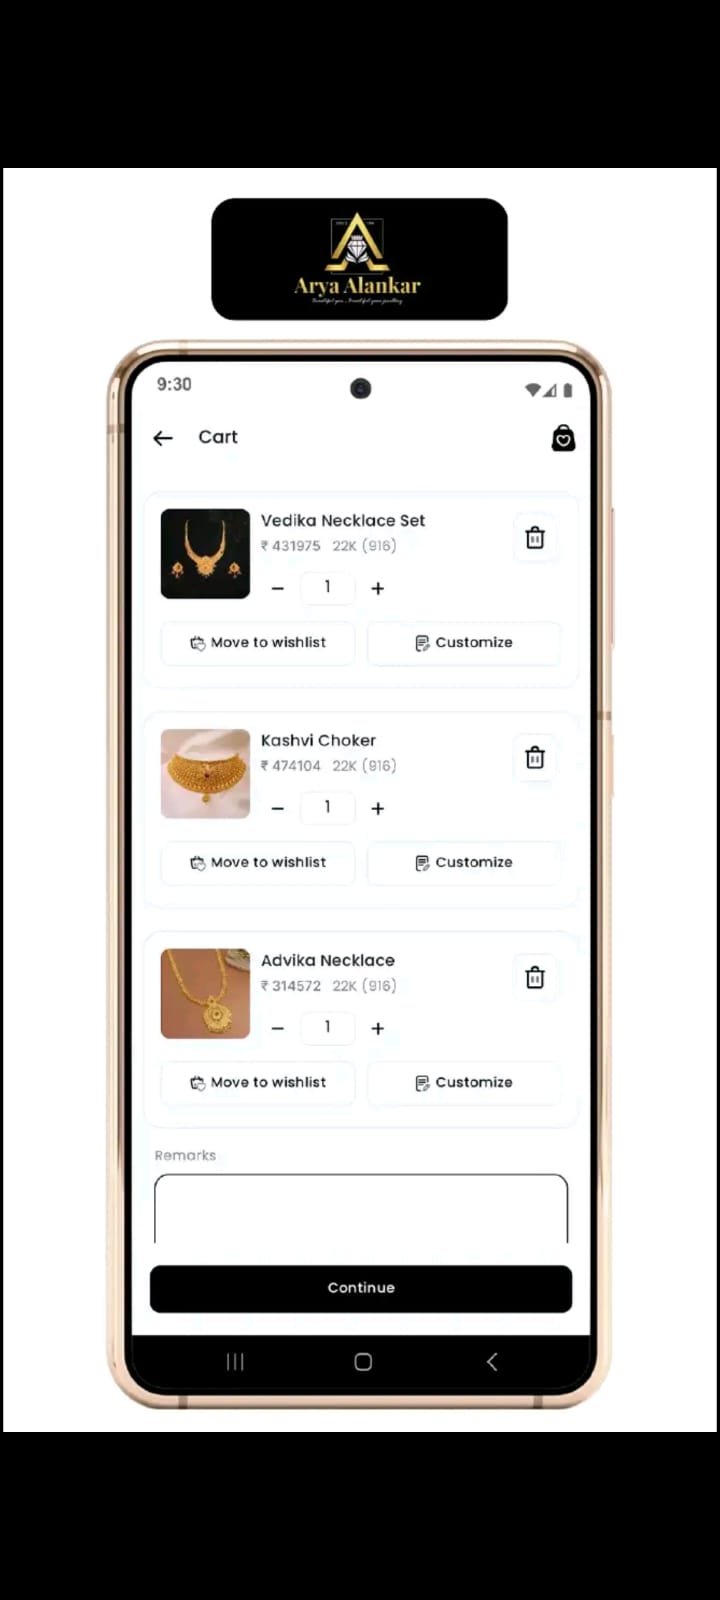 Arya Alankar
9:30
Cart
Vedika Necklace Set
₹ 431975 22K (916)
1
Move to wishlist
Customize
Kashvi Choker
₹ 474104 22K (916)
1
Move to wishlist
Customize
Advika Necklace
₹ 314572 22K (916)
1
Move to wishlist
Customize
Remarks
Continue